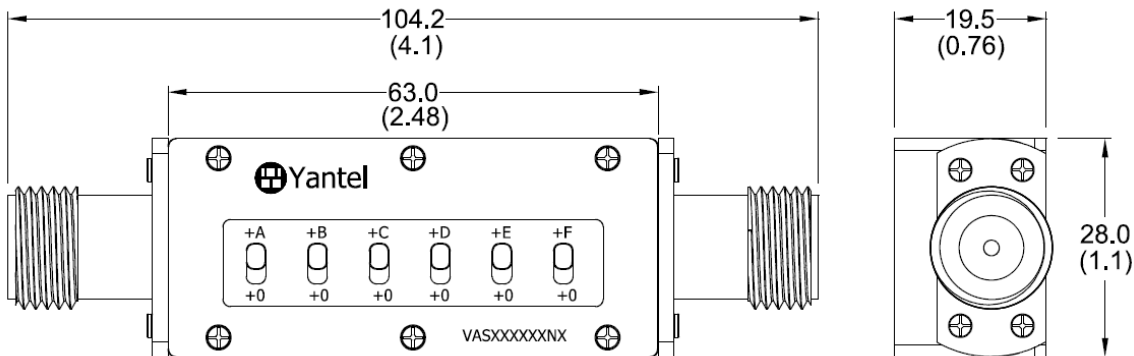 104.2
(4.1)
19.5
(0.76)
63.0
(2.48)
Yantel
+A +B +C +D +E +F
+0 +0 +0 +0 +0 +0
28.0
(1.1)
VASXXXXXXNX